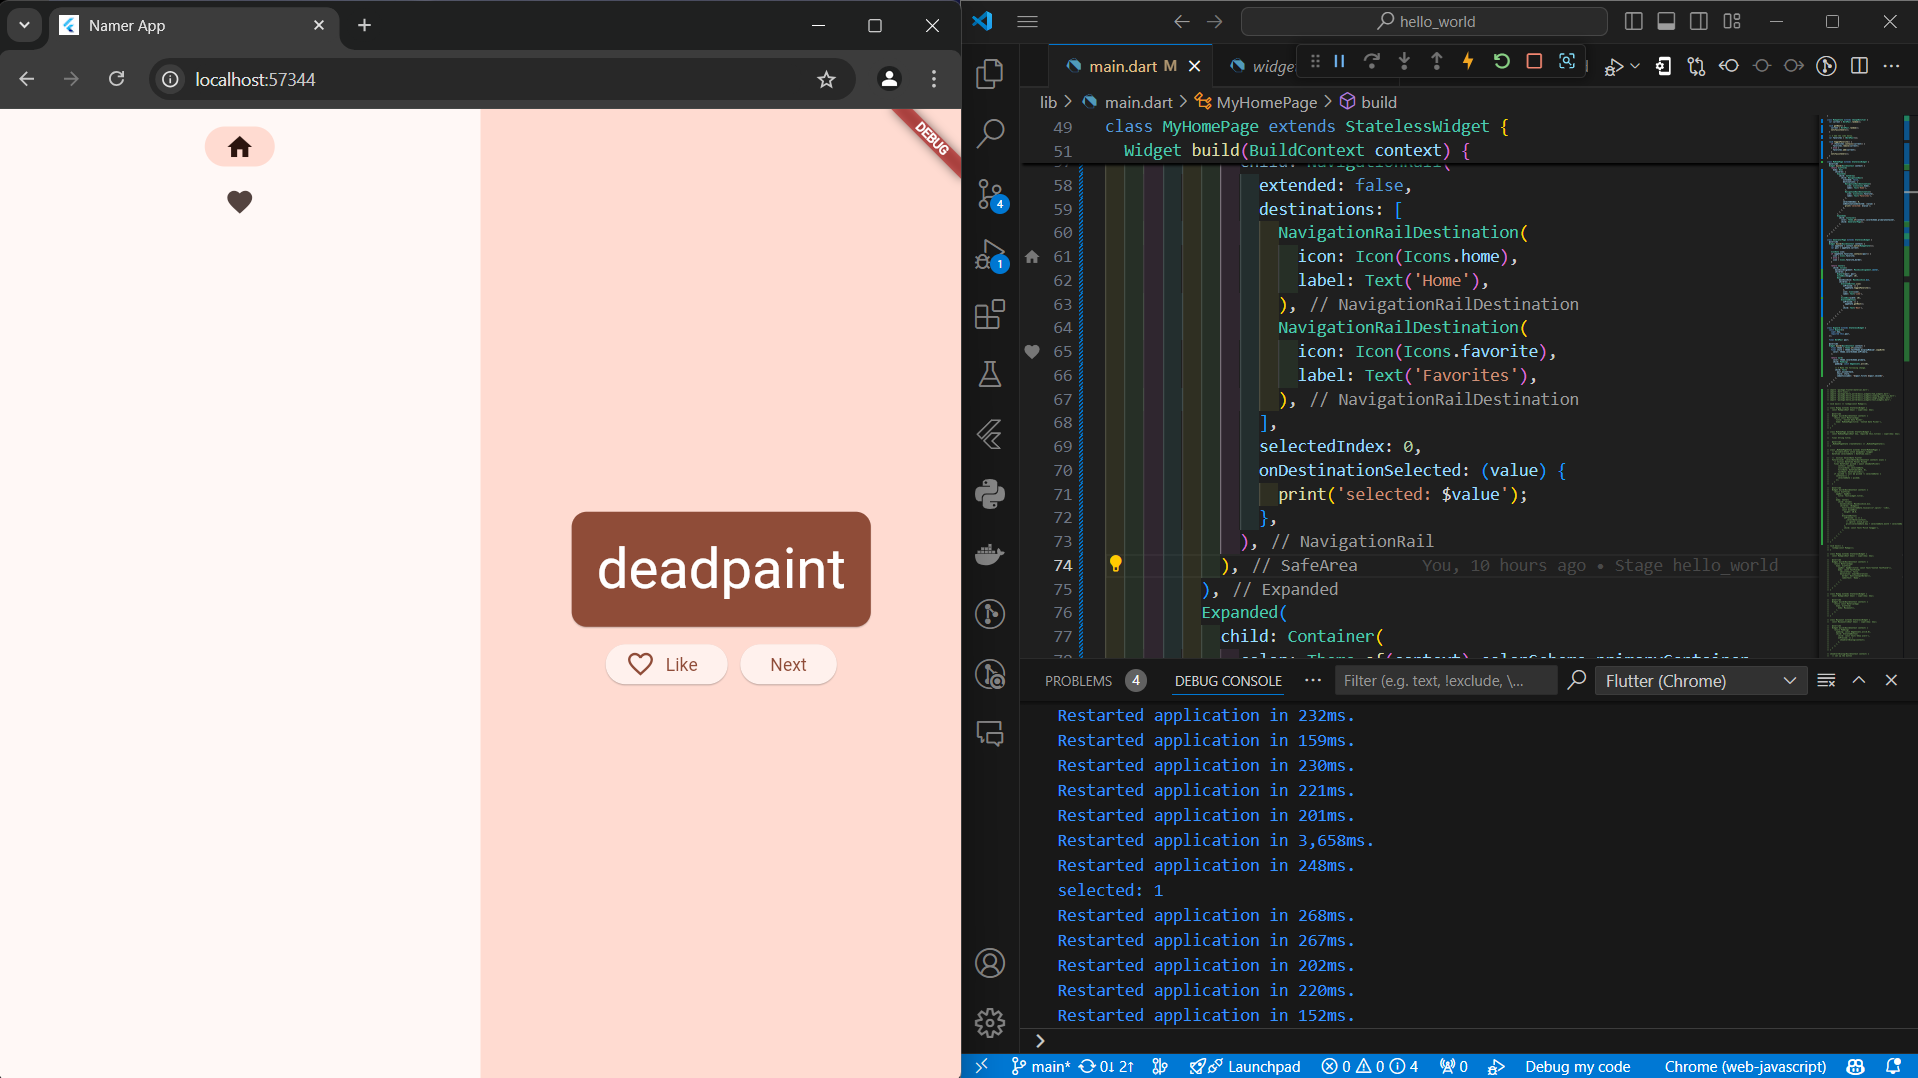 Namer App
localhost:57344
DEBUG
deadpaint
Like
Next
hello_world
main.dart M
widge
lib > main.dart > MyHomePage > build
49 class MyHomePage extends StatelessWidget {
51 Widget build(BuildContext context) {
58 extended: false,
59 destinations: [
60 NavigationRailDestination(
61 icon: Icon(Icons.home),
62 label: Text('Home'),
63 ), // NavigationRailDestination
64 NavigationRailDestination(
65 icon: Icon(Icons.favorite),
66 label: Text('Favorites'),
67 ), // NavigationRailDestination
68 ],
69 selectedIndex: 0,
70 onDestinationSelected: (value) {
71 print('selected: $value');
72 },
73 ), // NavigationRail
74 ), // SafeArea You, 10 hours ago • Stage hello_world
75 ), // Expanded
76 Expanded(
77 child: Container(
4
1
PROBLEMS 4 DEBUG CONSOLE ··· Filter (e.g. text, !exclude, \... Flutter (Chrome)
Restarted application in 232ms.
Restarted application in 159ms.
Restarted application in 230ms.
Restarted application in 221ms.
Restarted application in 201ms.
Restarted application in 3,658ms.
Restarted application in 248ms.
selected: 1
Restarted application in 268ms.
Restarted application in 267ms.
Restarted application in 202ms.
Restarted application in 220ms.
Restarted application in 152ms.
main* 0↓ 2↑ Launchpad 0 0 4 0 Debug my code Chrome (web-javascript)